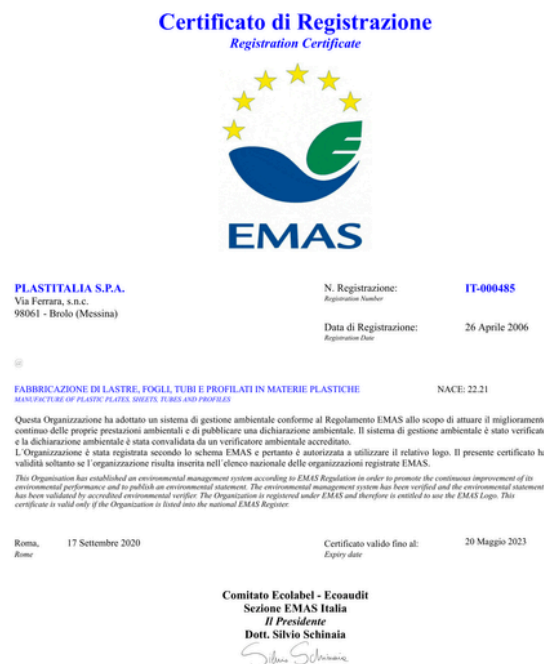 Certificato di Registrazione
Registration Certificate
EMAS
PLASTITALIA S.P.A.
Via Ferrara, s.n.c.
98061 - Brolo (Messina)
N. Registrazione: IT-000485
Registration Number
Data di Registrazione: 26 Aprile 2006
Registration Date
FABBRICAZIONE DI LASTRE, FOGLI, TUBI E PROFILATI IN MATERIE PLASTICHE NACE: 22.21
MANUFACTURE OF PLASTIC PLATES, SHEETS, TUBES AND PROFILES
Questa Organizzazione ha adottato un sistema di gestione ambientale conforme al Regolamento EMAS allo scopo di attuare il miglioramento
continuo delle proprie prestazioni ambientali e di pubblicare una dichiarazione ambientale. Il sistema di gestione ambientale è stato verificato
e la dichiarazione ambientale è stata convalidata da un verificatore ambientale accreditato.
L'Organizzazione è stata registrata secondo lo schema EMAS e pertanto è autorizzata a utilizzare il relativo logo. Il presente certificato ha
validità soltanto se l'organizzazione risulta inserita nell'elenco nazionale delle organizzazioni registrate EMAS.
This Organisation has established an environmental management system according to EMAS Regulation in order to promote the continuous improvement of its
environmental performance and to publish an environmental statement. The environmental management system has been verified and the environmental statement
has been validated by accredited environmental verifier. The Organization is registered under EMAS and therefore is entitled to use the EMAS Logo. This
certificate is valid only if the Organization is listed into the national EMAS Register.
Roma, 17 Settembre 2020 Certificato valido fino al: 20 Maggio 2023
Rome Expiry date
Comitato Ecolabel - Ecoaudit
Sezione EMAS Italia
Il Presidente
Dott. Silvio Schinaia
Silvio Schinaia